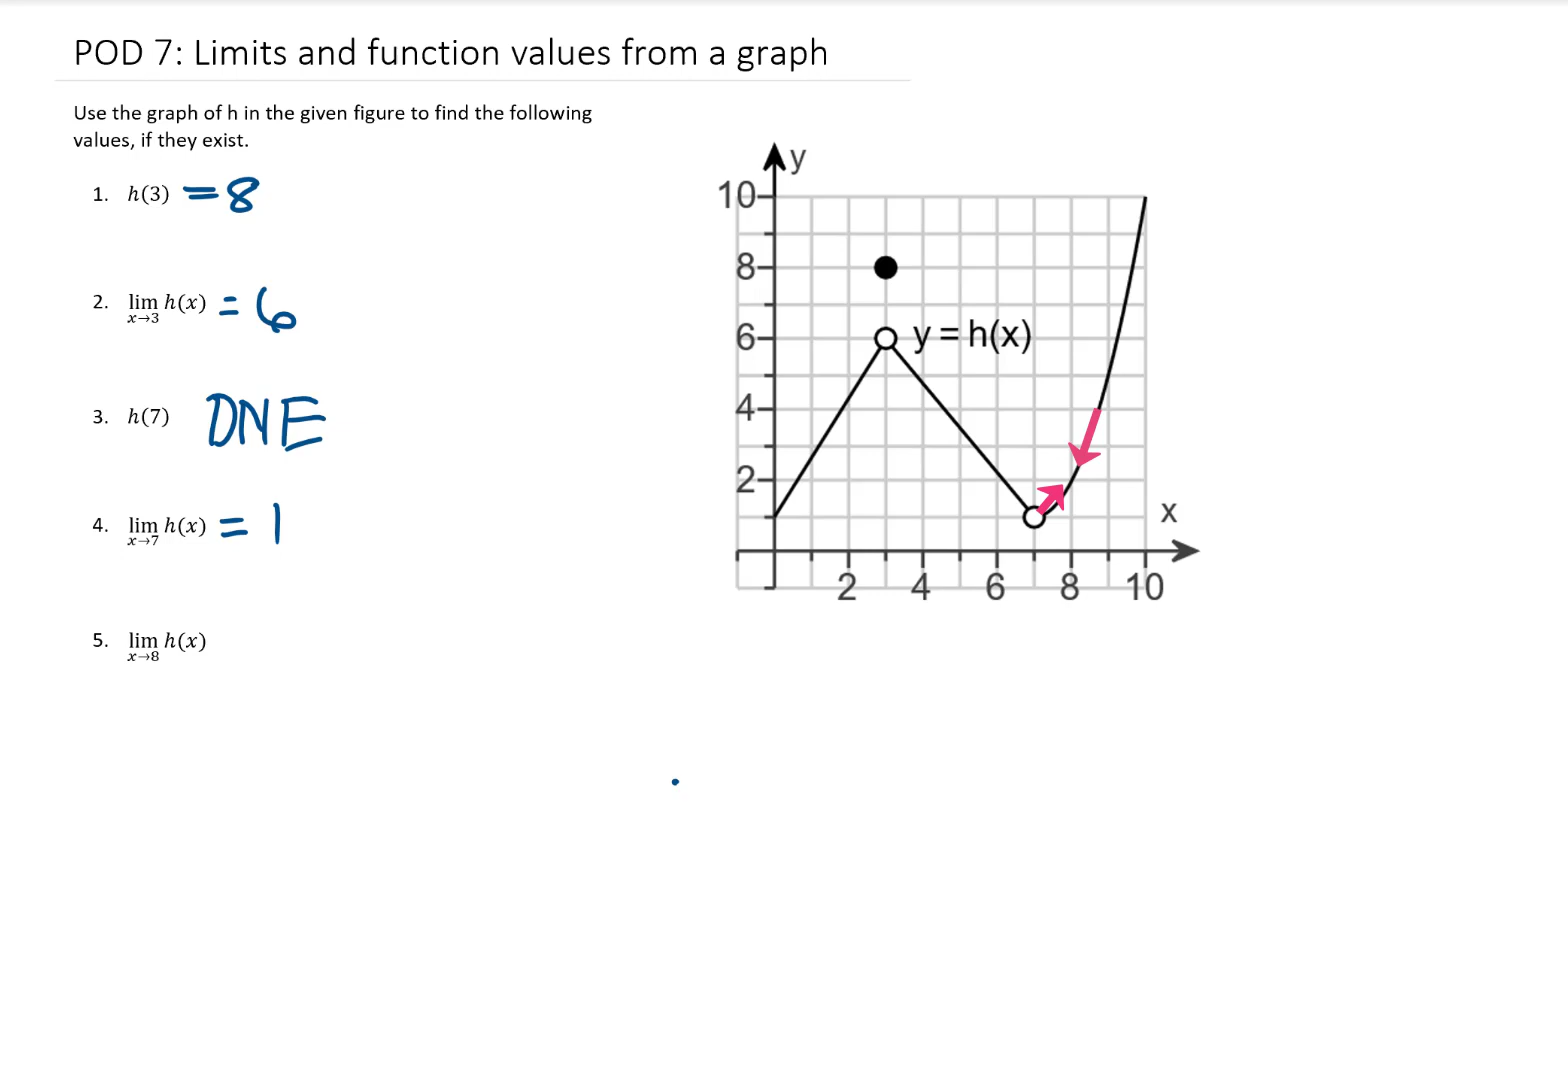 POD 7: Limits and function values from a graph
Use the graph of h in the given figure to find the following
values, if they exist.
1. h(3) = 8
2. lim h(x) = 6
x→3
3. h(7) DNE
4. lim h(x) = 1
x→7
5. lim h(x)
x→8
y
10
8
6
y = h(x)
4
2
x
2 4 6 8 10